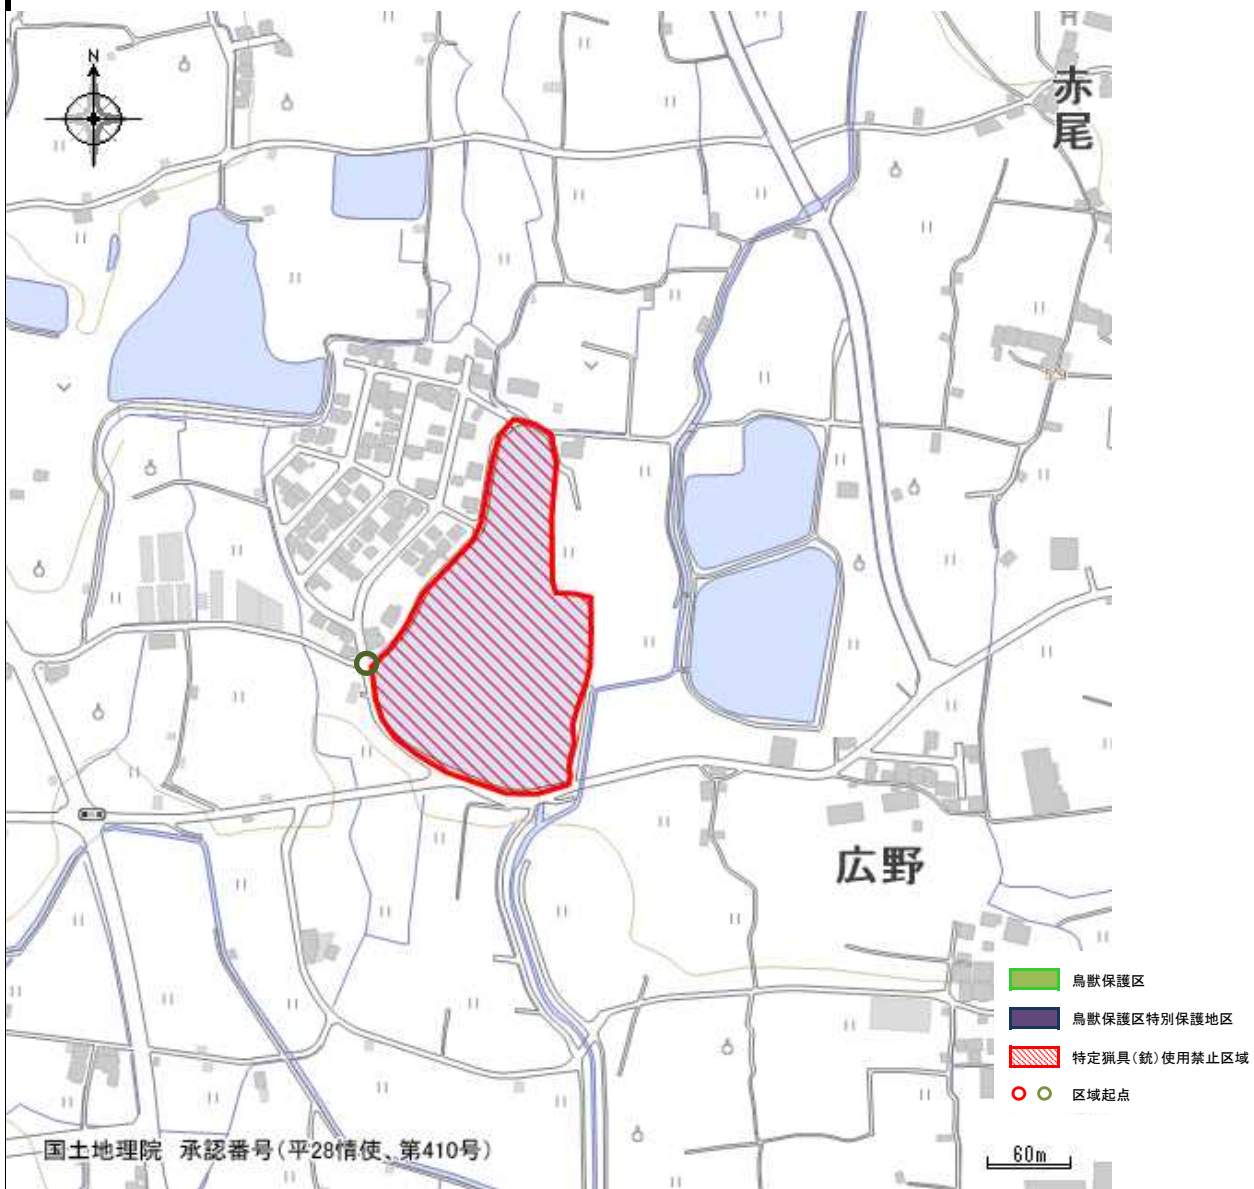 N
赤
尾
広野
鳥獣保護区
鳥獣保護区特別保護地区
特定猟具(銃)使用禁止区域
区域起点
国土地理院 承認番号(平28情使、第410号)
60m